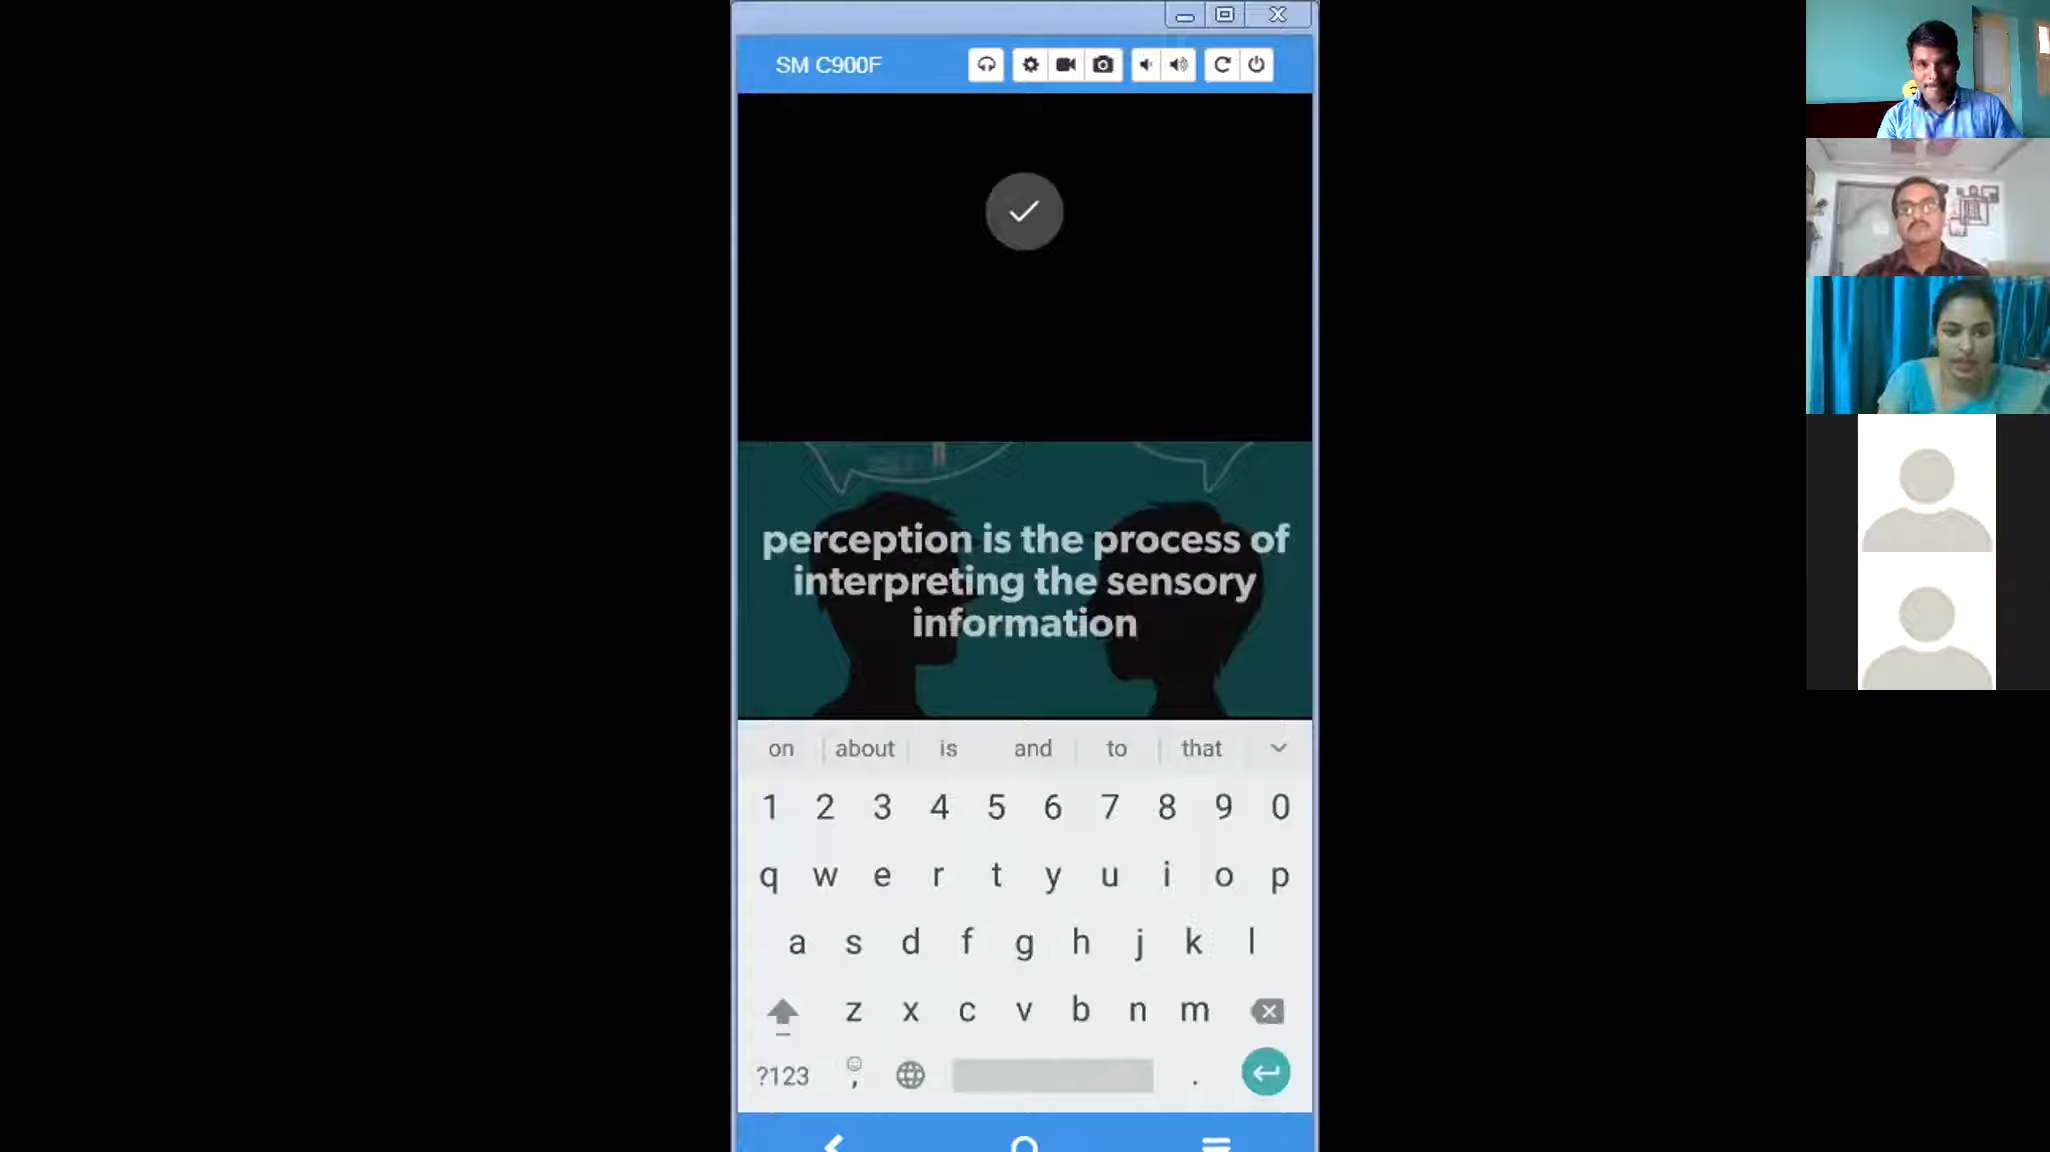 SM C900F
perception is the process of
interpreting the sensory
information
on about is and to that
1 2 3 4 5 6 7 8 9 0
q w e r t y u i o p
a s d f g h j k l
z x c v b n m
?123 , .